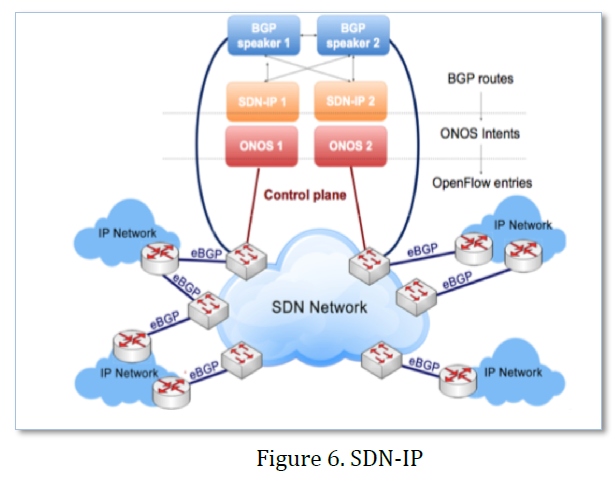 BGP
speaker 1
BGP
speaker 2
BGP routes
SDN-IP 1
SDN-IP 2
ONOS Intents
ONOS 1
ONOS 2
OpenFlow entries
Control plane
IP Network
IP Network
eBGP
eBGP
eBGP
eBGP
SDN Network
eBGP
eBGP
eBGP
IP Network
IP Network
Figure 6. SDN-IP